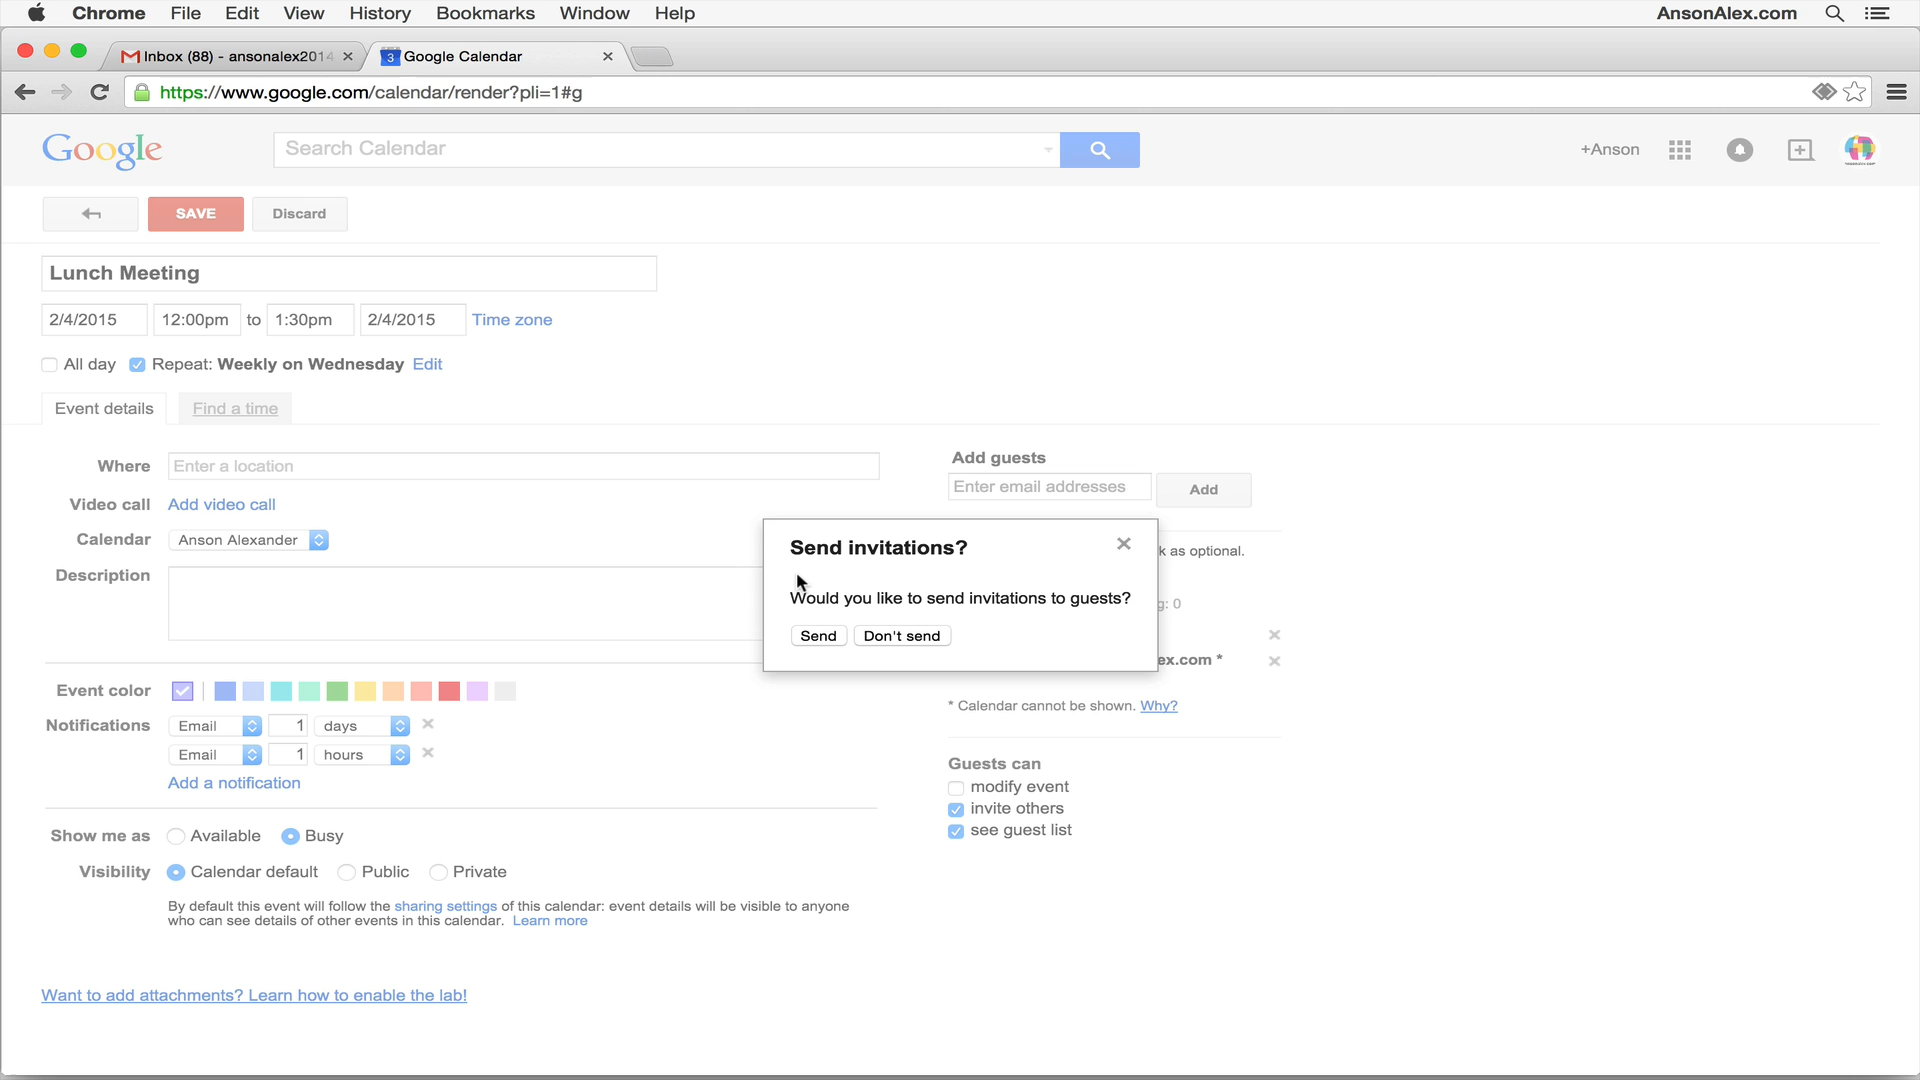 Chrome File Edit View History Bookmarks Window Help AnsonAlex.com
Inbox (88) - ansonalex2014
3 Google Calendar
https://www.google.com/calendar/render?pli=1#g
Google
Search Calendar
+Anson
SAVE Discard
Lunch Meeting
2/4/2015 12:00pm to 1:30pm 2/4/2015 Time zone
All day Repeat: Weekly on Wednesday Edit
Event details Find a time
Where Enter a location
Video call Add video call
Calendar Anson Alexander
Description
Event color
Notifications Email 1 days
Email 1 hours
Add a notification
Show me as Available Busy
Visibility Calendar default Public Private
By default this event will follow the sharing settings of this calendar: event details will be visible to anyone
who can see details of other events in this calendar. Learn more
Want to add attachments? Learn how to enable the lab!
Add guests
Enter email addresses Add
k as optional.
g: 0
ex.com *
* Calendar cannot be shown. Why?
Guests can
modify event
invite others
see guest list
Send invitations?
Would you like to send invitations to guests?
Send Don't send